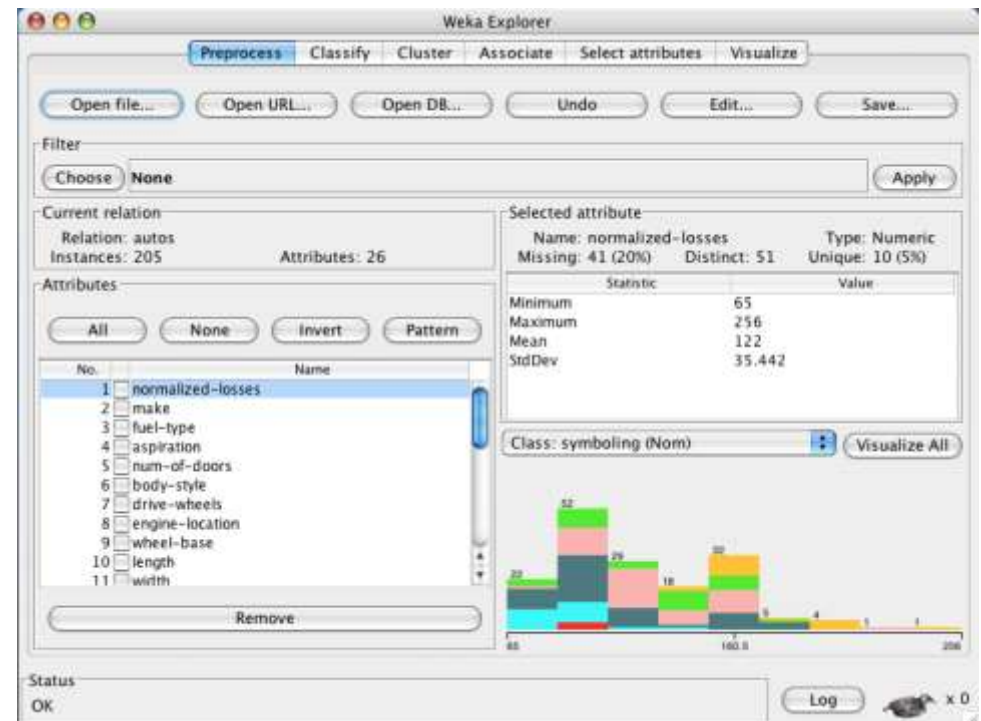 Weka Explorer
Preprocess Classify Cluster Associate Select attributes Visualize
Open file... Open URL... Open DB... Undo Edit... Save...
Filter
Choose None Apply
Current relation
Relation: autos
Instances: 205 Attributes: 26
Attributes
All None Invert Pattern
No. Name
1 normalized-losses
2 make
3 fuel-type
4 aspiration
5 num-of-doors
6 body-style
7 drive-wheels
8 engine-location
9 wheel-base
10 length
11 width
Remove
Selected attribute
Name: normalized-losses Type: Numeric
Missing: 41 (20%) Distinct: 51 Unique: 10 (5%)
Statistic Value
Minimum 65
Maximum 256
Mean 122
StdDev 35.442
Class: symboling (Nom) Visualize All
52
29
22
18
32
5
4
1
1
65 160.5 256
Status
OK
Log x 0